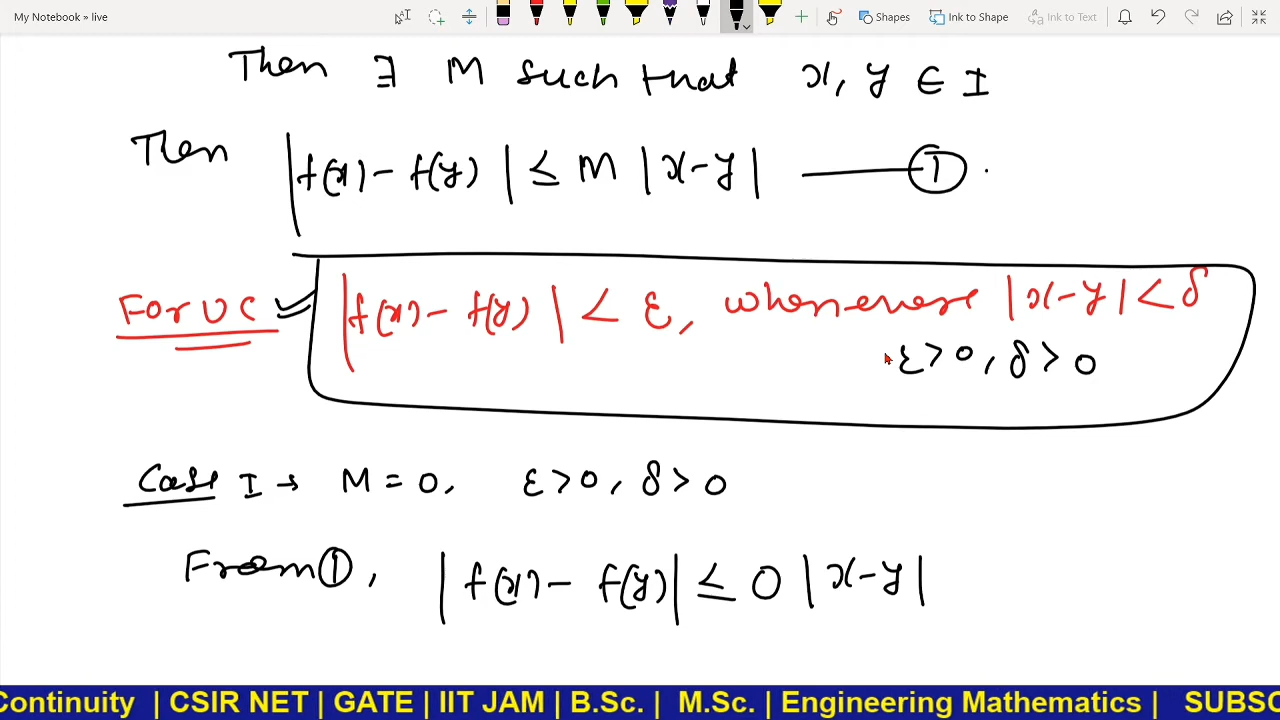 My Notebook » live
Shapes
Ink to Shape
Ink to Text
Then ∃ M such that x, y ∈ I
Then |f(x) - f(y)| ≤ M |x-y| —— ①.
For UC |f(x) - f(y)| < ε, whenevers |x-y| < δ
ε > 0, δ > 0
Case I → M = 0, ε > 0, δ > 0
From ①, |f(x) - f(y)| ≤ 0 |x-y|
Continuity | CSIR NET | GATE | IIT JAM | B.Sc. | M.Sc. | Engineering Mathematics | SUBSC